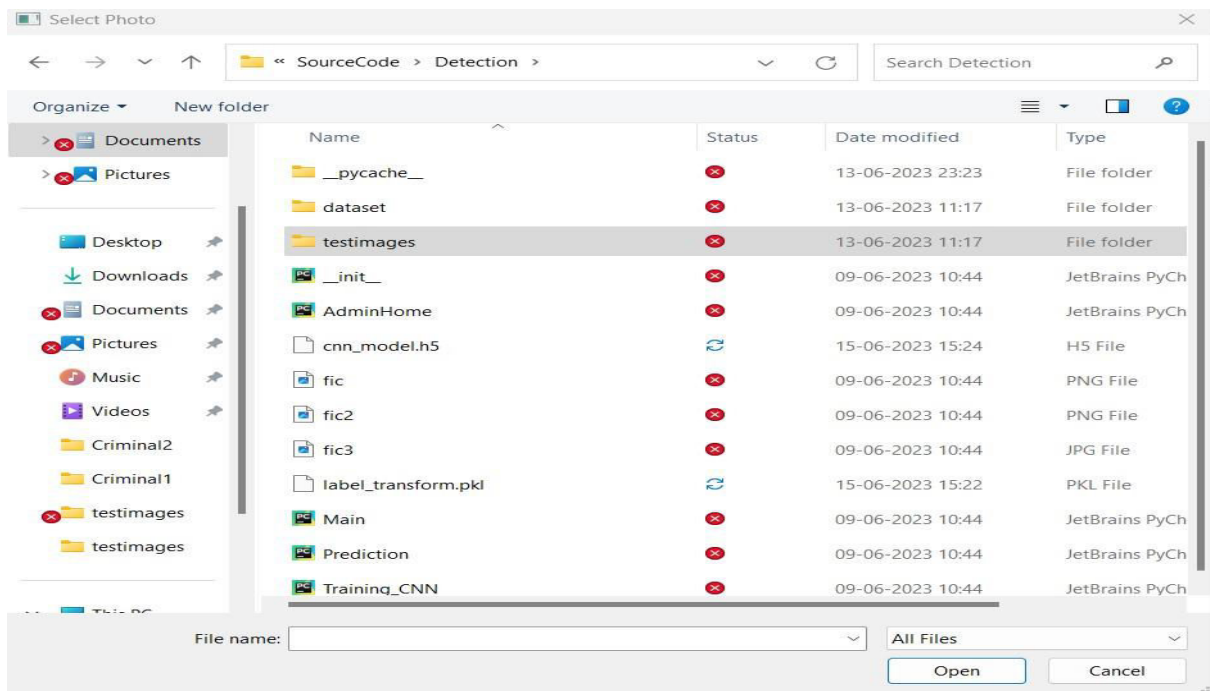 Select Photo
« SourceCode > Detection >
Search Detection
Organize
New folder
Documents
Pictures
Desktop
Downloads
Documents
Pictures
Music
Videos
Criminal2
Criminal1
testimages
testimages
This PC
Name Status Date modified Type
__pycache__ 13-06-2023 23:23 File folder
dataset 13-06-2023 11:17 File folder
testimages 13-06-2023 11:17 File folder
__init__ 09-06-2023 10:44 JetBrains PyCh
AdminHome 09-06-2023 10:44 JetBrains PyCh
cnn_model.h5 15-06-2023 15:24 H5 File
fic 09-06-2023 10:44 PNG File
fic2 09-06-2023 10:44 PNG File
fic3 09-06-2023 10:44 JPG File
label_transform.pkl 15-06-2023 15:22 PKL File
Main 09-06-2023 10:44 JetBrains PyCh
Prediction 09-06-2023 10:44 JetBrains PyCh
Training_CNN 09-06-2023 10:44 JetBrains PyCh
File name:
All Files
Open
Cancel